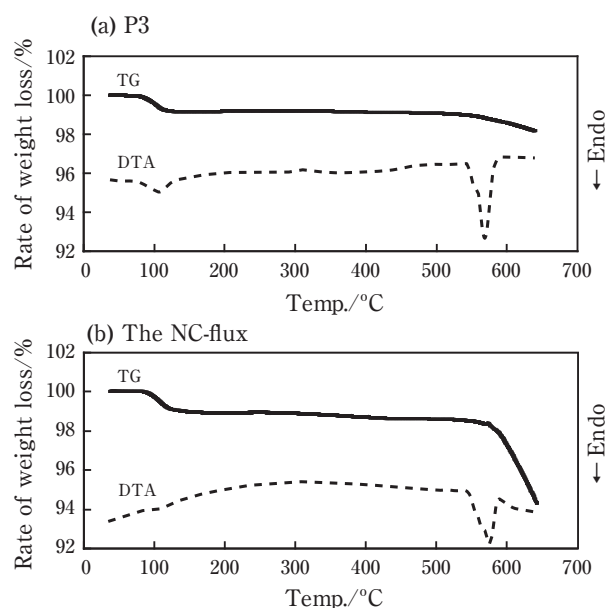 (a) P3
102
TG
100
98
DTA
96
94
92
0 100 200 300 400 500 600 700
Temp./ºC
Rate of weight loss/%
← Endo
(b) The NC-flux
102
TG
100
98
96
DTA
94
92
0 100 200 300 400 500 600 700
Temp./ºC
Rate of weight loss/%
← Endo